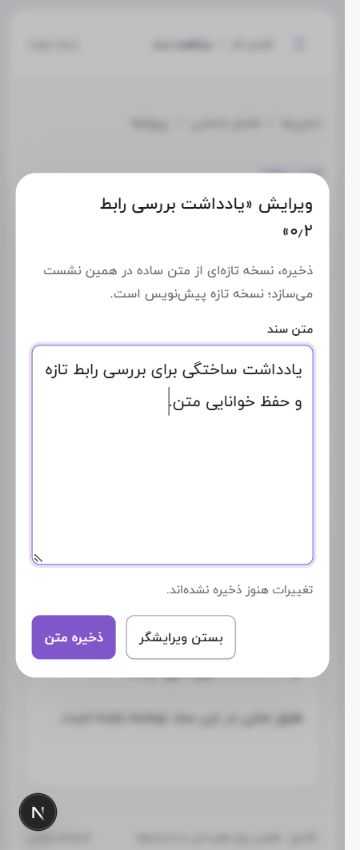 ویرایش «یادداشت بررسی رابط
۰٫۲»
ذخیره، نسخه تازه‌ای از متن ساده در همین نشست
می‌سازد؛ نسخه تازه پیش‌نویس است.
متن سند
یادداشت ساختگی برای بررسی رابط تازه
و حفظ خوانایی متن.
تغییرات هنوز ذخیره نشده‌اند.
بستن ویرایشگر
ذخیره متن
N